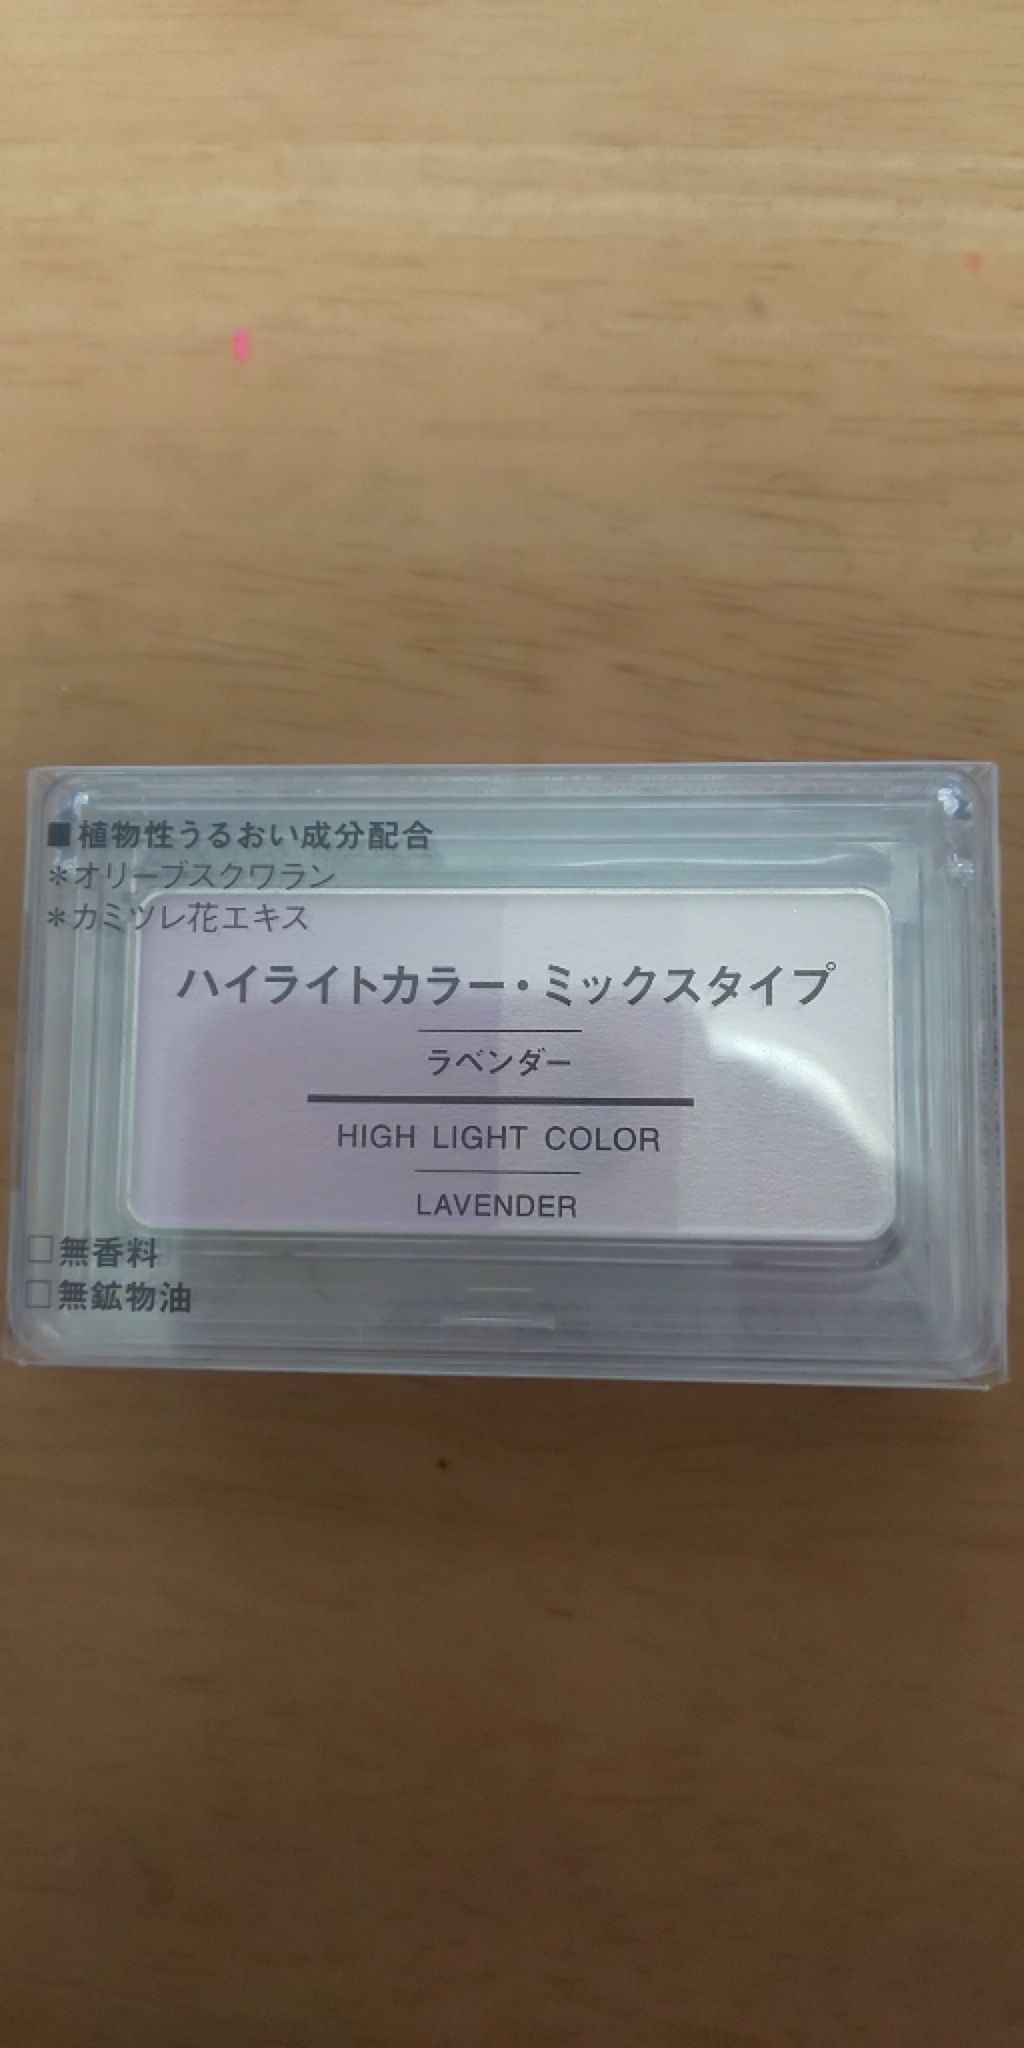 ■植物性うるおい成分配合
＊オリーブスクワラン
＊カミツレ花エキス
ハイライトカラー・ミックスタイプ
ラベンダー
HIGH LIGHT COLOR
LAVENDER
□無香料
□無鉱物油